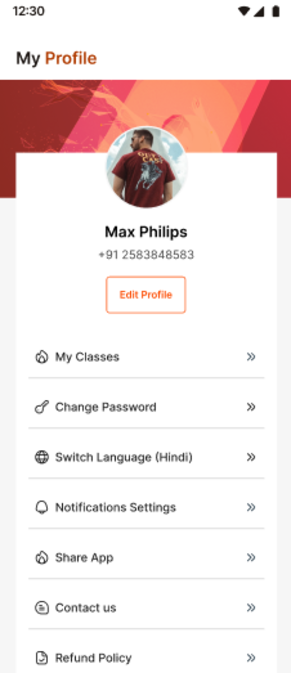 12:30
My Profile
Max Philips
+91 2583848583
Edit Profile
My Classes
Change Password
Switch Language (Hindi)
Notifications Settings
Share App
Contact us
Refund Policy